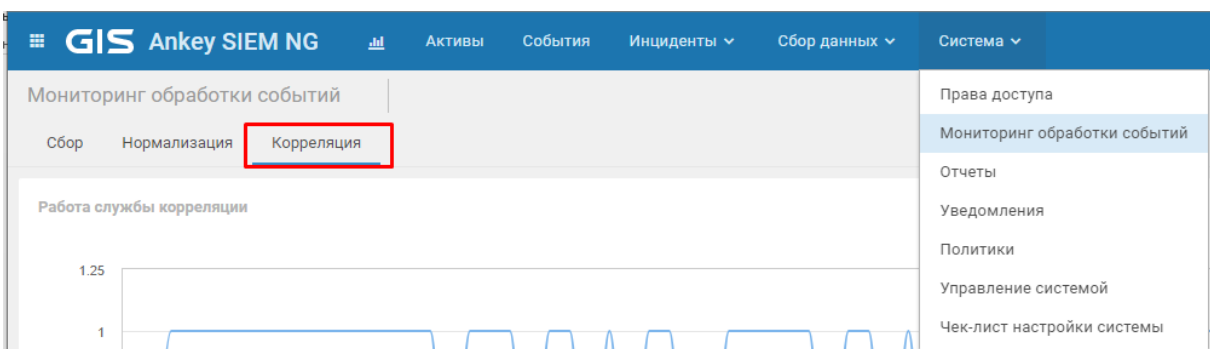 GIS Ankey SIEM NG Активы События Инциденты Сбор данных Система
Мониторинг обработки событий
Сбор Нормализация Корреляция
Работа службы корреляции
1.25
1
Права доступа
Мониторинг обработки событий
Отчеты
Уведомления
Политики
Управление системой
Чек-лист настройки системы